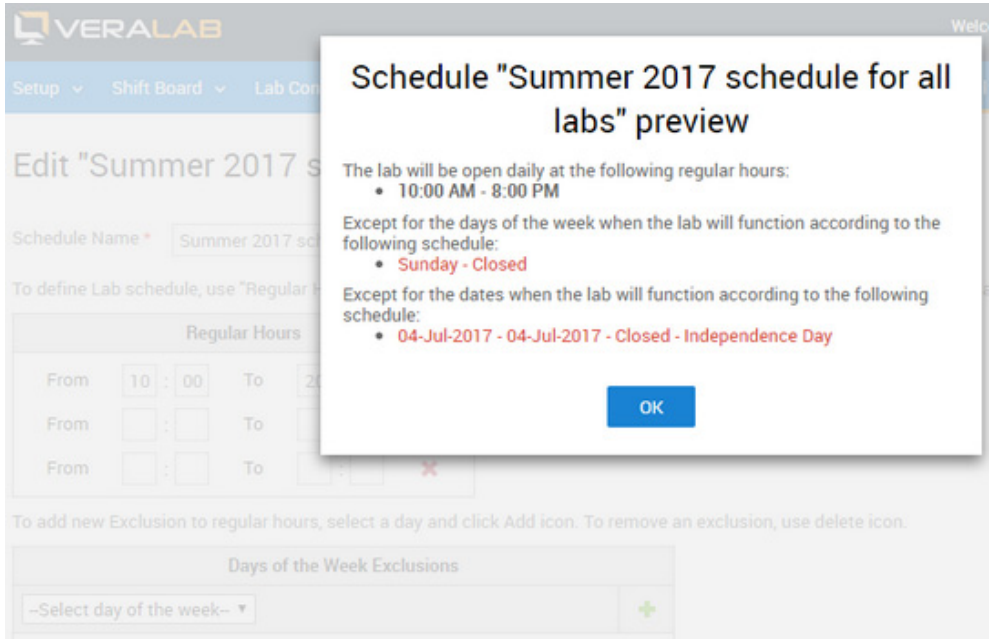 VERALAB
Welc
Setup
Shift Board
Lab Con
Schedule "Summer 2017 schedule for all
labs" preview
The lab will be open daily at the following regular hours:
• 10:00 AM - 8:00 PM
Except for the days of the week when the lab will function according to the
following schedule:
• Sunday - Closed
Except for the dates when the lab will function according to the following
schedule:
• 04-Jul-2017 - 04-Jul-2017 - Closed - Independence Day
OK
Edit "Summer 2017 s
Schedule Name * Summer 2017 sch
To define Lab schedule, use "Regular H
Regular Hours
From 10 : 00 To 20
From : To
From : To :
To add new Exclusion to regular hours, select a day and click Add icon. To remove an exclusion, use delete icon.
Days of the Week Exclusions
--Select day of the week--